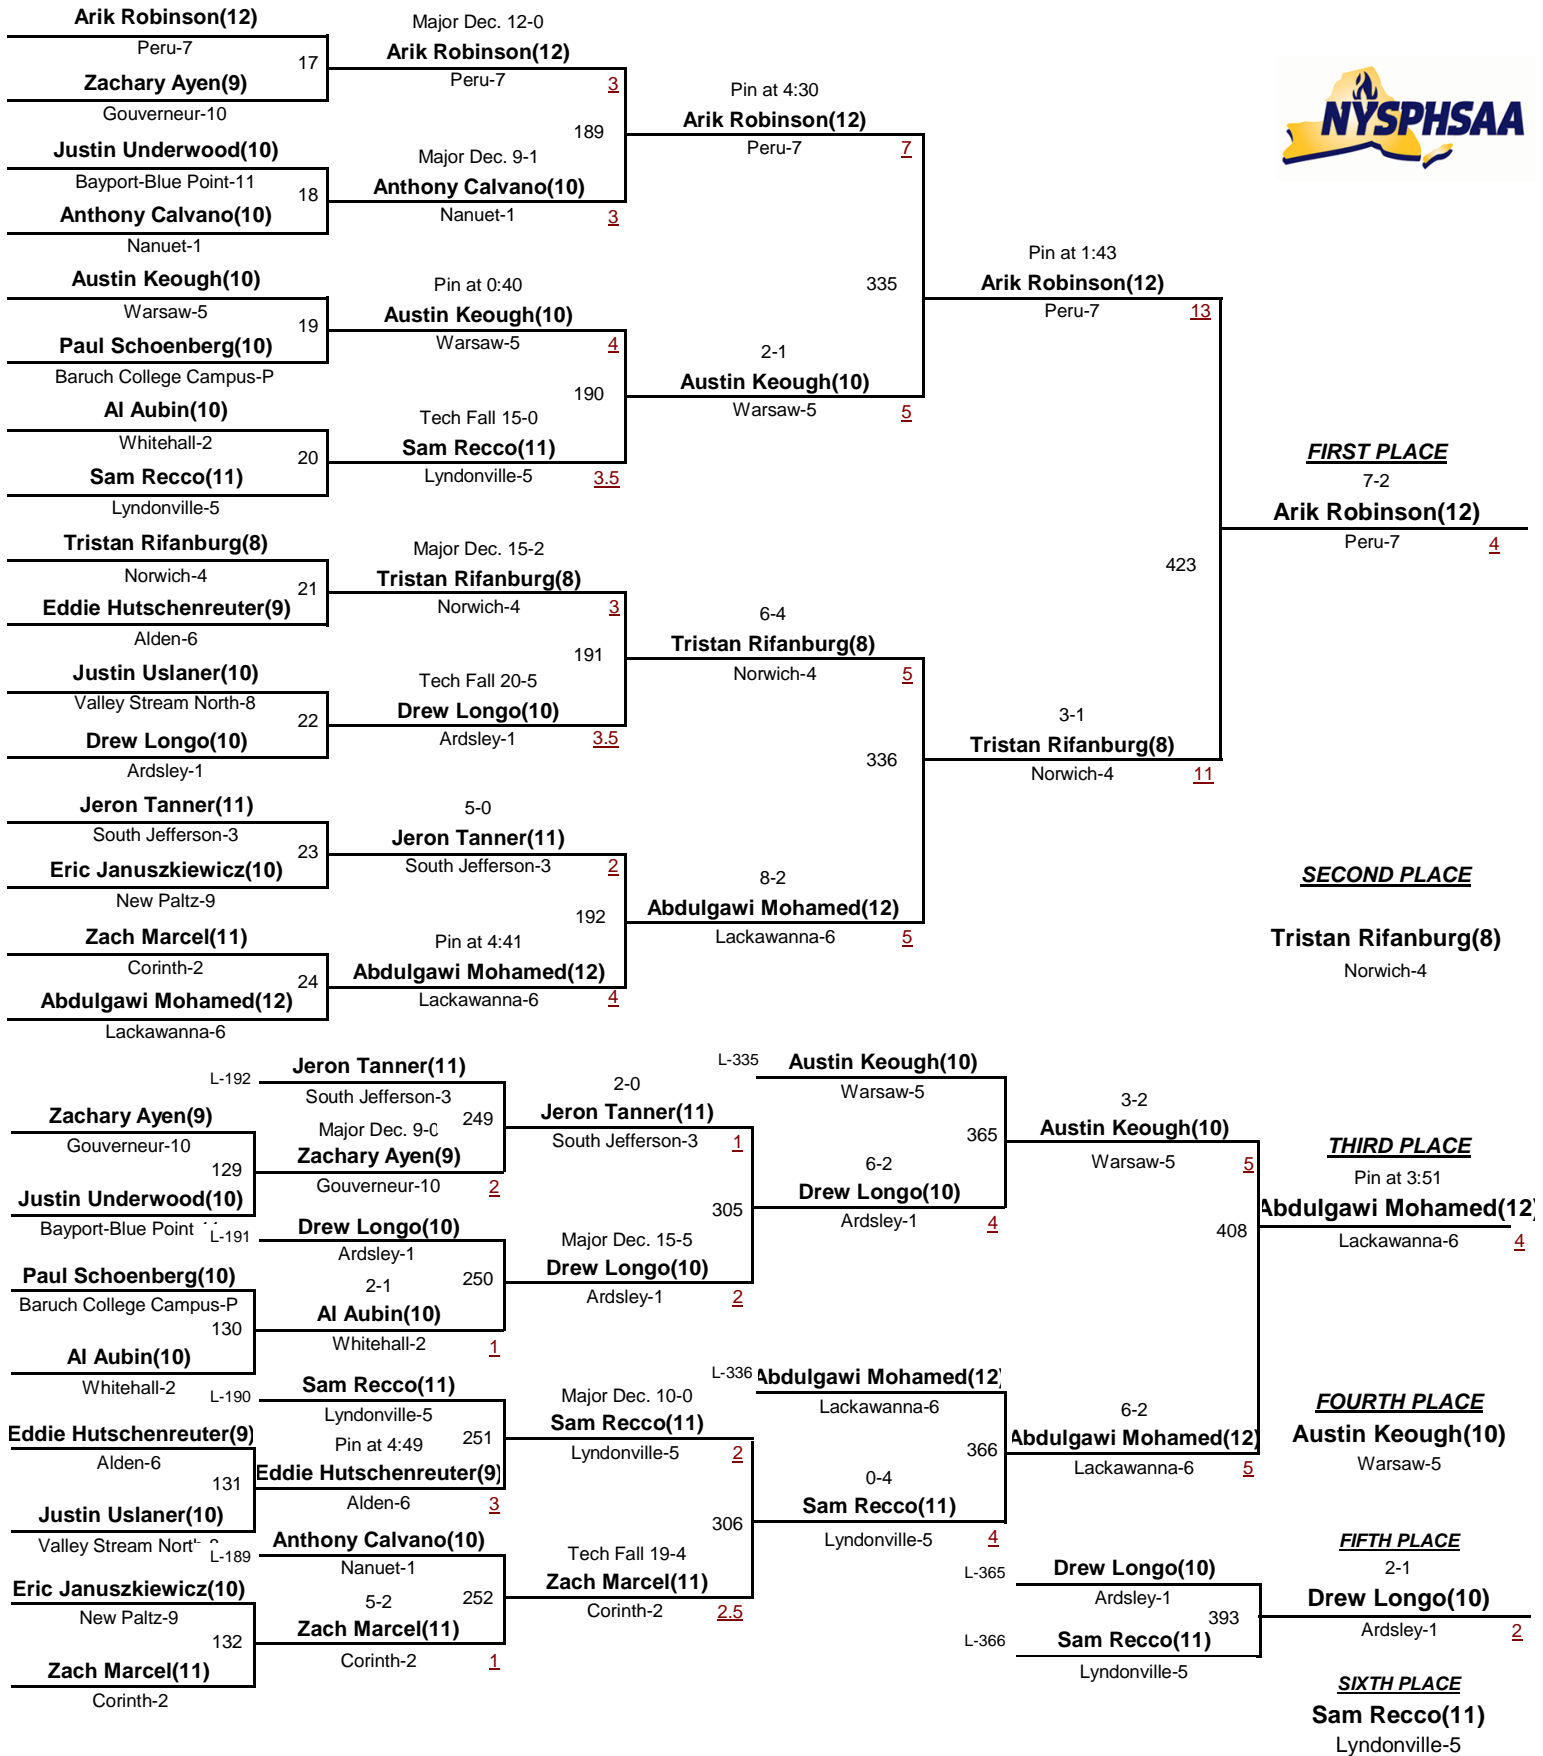 Arik Robinson(12)
Peru-7
17
Zachary Ayen(9)
Gouverneur-10
Justin Underwood(10)
Bayport-Blue Point-11
18
Anthony Calvano(10)
Nanuet-1
Austin Keough(10)
Warsaw-5
19
Paul Schoenberg(10)
Baruch College Campus-P
Al Aubin(10)
Whitehall-2
20
Sam Recco(11)
Lyndonville-5
Tristan Rifanburg(8)
Norwich-4
21
Eddie Hutschenreuter(9)
Alden-6
Justin Uslaner(10)
Valley Stream North-8
22
Drew Longo(10)
Ardsley-1
Jeron Tanner(11)
South Jefferson-3
23
Eric Januszkiewicz(10)
New Paltz-9
Zach Marcel(11)
Corinth-2
24
Abdulgawi Mohamed(12)
Lackawanna-6
Major Dec. 12-0
Arik Robinson(12)
Peru-7
3
189
Major Dec. 9-1
Anthony Calvano(10)
Nanuet-1
3
Pin at 0:40
Austin Keough(10)
Warsaw-5
4
190
Tech Fall 15-0
Sam Recco(11)
Lyndonville-5
3.5
Major Dec. 15-2
Tristan Rifanburg(8)
Norwich-4
3
191
Tech Fall 20-5
Drew Longo(10)
Ardsley-1
3.5
5-0
Jeron Tanner(11)
South Jefferson-3
2
192
Pin at 4:41
Abdulgawi Mohamed(12)
Lackawanna-6
4
Pin at 4:30
Arik Robinson(12)
Peru-7
7
335
2-1
Austin Keough(10)
Warsaw-5
5
6-4
Tristan Rifanburg(8)
Norwich-4
5
336
8-2
Abdulgawi Mohamed(12)
Lackawanna-6
5
Pin at 1:43
Arik Robinson(12)
Peru-7
13
423
3-1
Tristan Rifanburg(8)
Norwich-4
11
NYSPHSAA
FIRST PLACE
7-2
Arik Robinson(12)
Peru-7
4
SECOND PLACE
Tristan Rifanburg(8)
Norwich-4
Zachary Ayen(9)
Gouverneur-10
129
Justin Underwood(10)
Bayport-Blue Point
Paul Schoenberg(10)
Baruch College Campus-P
130
Al Aubin(10)
Whitehall-2
Eddie Hutschenreuter(9)
Alden-6
131
Justin Uslaner(10)
Valley Stream North
Eric Januszkiewicz(10)
New Paltz-9
132
Zach Marcel(11)
Corinth-2
L-192
Jeron Tanner(11)
South Jefferson-3
249
Major Dec. 9-0
Zachary Ayen(9)
Gouverneur-10
2
L-191
Drew Longo(10)
Ardsley-1
250
2-1
Al Aubin(10)
Whitehall-2
1
L-190
Sam Recco(11)
Lyndonville-5
251
Pin at 4:49
Eddie Hutschenreuter(9)
Alden-6
3
L-189
Anthony Calvano(10)
Nanuet-1
252
5-2
Zach Marcel(11)
Corinth-2
1
2-0
Jeron Tanner(11)
South Jefferson-3
1
305
Major Dec. 15-5
Drew Longo(10)
Ardsley-1
2
Major Dec. 10-0
Sam Recco(11)
Lyndonville-5
2
306
Tech Fall 19-4
Zach Marcel(11)
Corinth-2
2.5
L-335
Austin Keough(10)
Warsaw-5
365
6-2
Drew Longo(10)
Ardsley-1
4
L-336
Abdulgawi Mohamed(12)
Lackawanna-6
366
0-4
Sam Recco(11)
Lyndonville-5
4
3-2
Austin Keough(10)
Warsaw-5
5
408
6-2
Abdulgawi Mohamed(12)
Lackawanna-6
5
L-365
Drew Longo(10)
Ardsley-1
393
L-366
Sam Recco(11)
Lyndonville-5
THIRD PLACE
Pin at 3:51
Abdulgawi Mohamed(12)
Lackawanna-6
4
FOURTH PLACE
Austin Keough(10)
Warsaw-5
FIFTH PLACE
2-1
Drew Longo(10)
Ardsley-1
2
SIXTH PLACE
Sam Recco(11)
Lyndonville-5